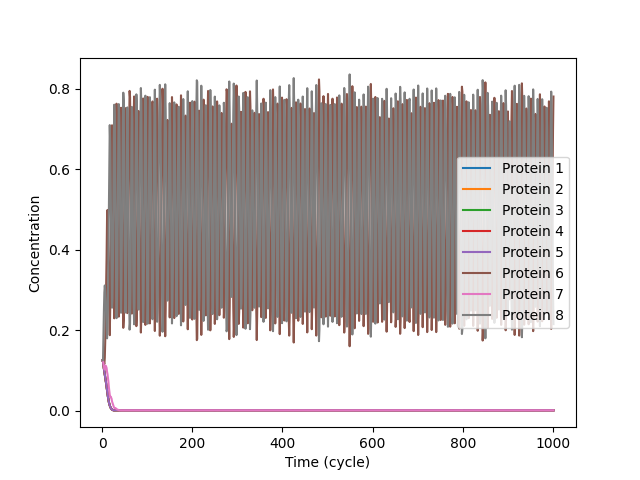 0.8
0.6
0.4
0.2
0.0
Concentration
0
200
400
600
800
1000
Time (cycle)
Protein 1
Protein 2
Protein 3
Protein 4
Protein 5
Protein 6
Protein 7
Protein 8